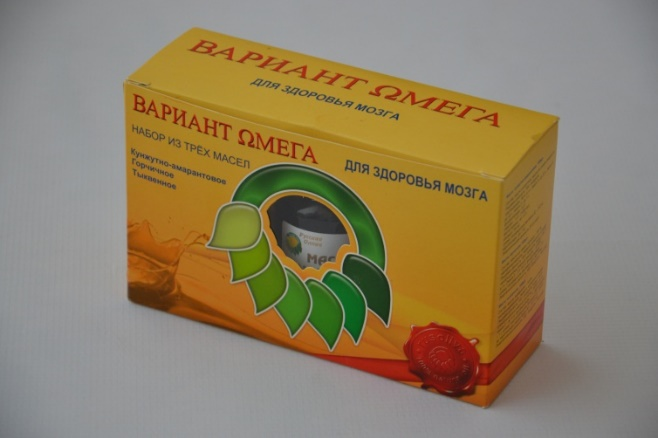 ВАРИАНТ ΩМЕГА
ДЛЯ ЗДОРОВЬЯ МОЗГА
ВАРИАНТ ΩМЕГА
НАБОР ИЗ ТРЁХ МАСЕЛ
ДЛЯ ЗДОРОВЬЯ МОЗГА
Кунжутно-амарантовое
Горчичное
Тыквенное